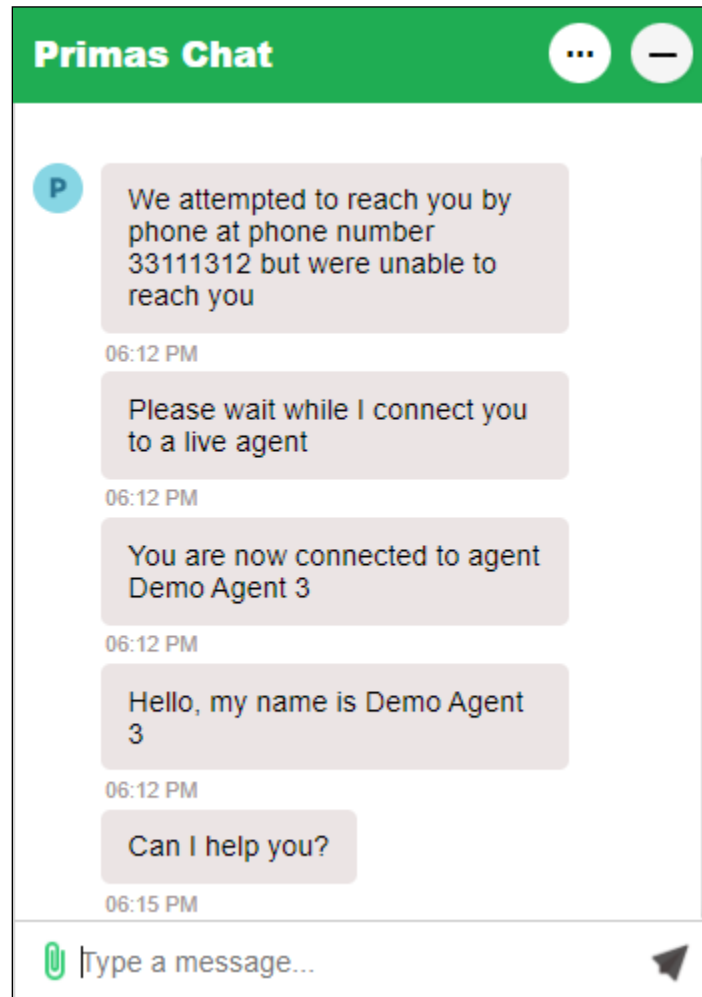 Primas Chat
P
We attempted to reach you by
phone at phone number
33111312 but were unable to
reach you
06:12 PM
Please wait while I connect you
to a live agent
06:12 PM
You are now connected to agent
Demo Agent 3
06:12 PM
Hello, my name is Demo Agent
3
06:12 PM
Can I help you?
06:15 PM
Type a message...